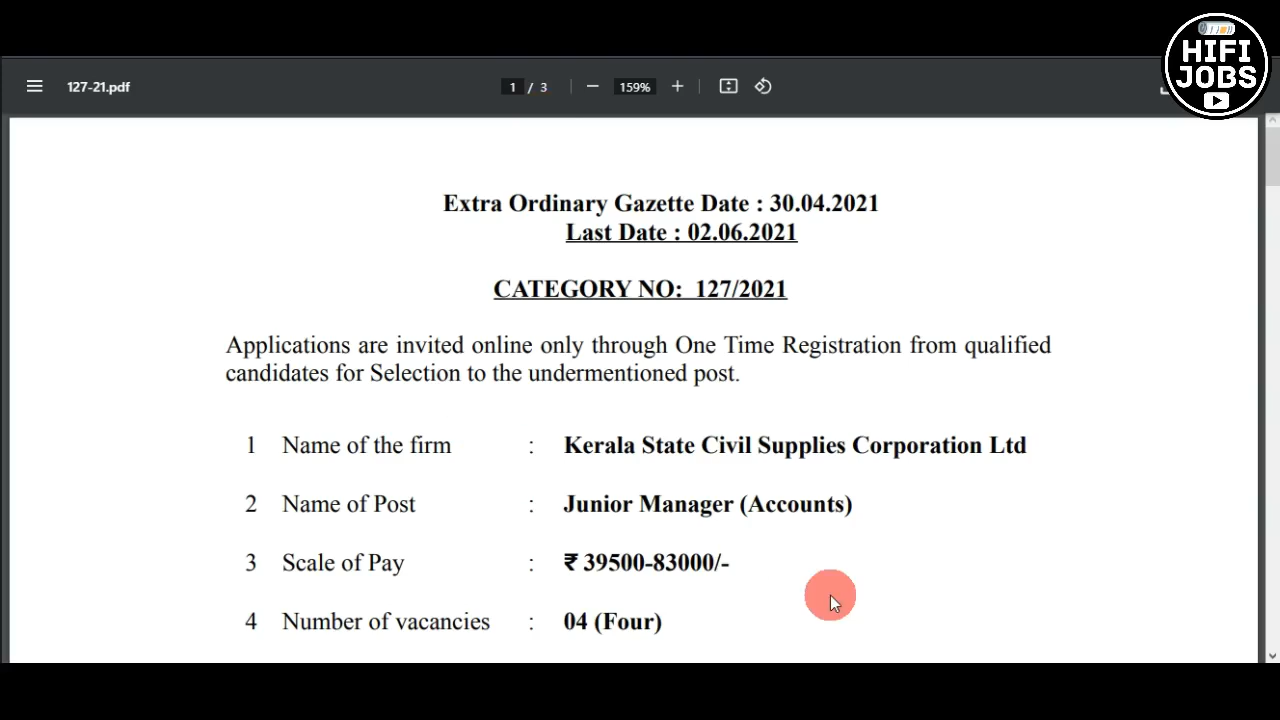 HIFI
JOBS
127-21.pdf
1 / 3
159%
Extra Ordinary Gazette Date : 30.04.2021
Last Date : 02.06.2021
CATEGORY NO: 127/2021
Applications are invited online only through One Time Registration from qualified
candidates for Selection to the undermentioned post.
1 Name of the firm : Kerala State Civil Supplies Corporation Ltd
2 Name of Post : Junior Manager (Accounts)
3 Scale of Pay : ₹ 39500-83000/-
4 Number of vacancies : 04 (Four)